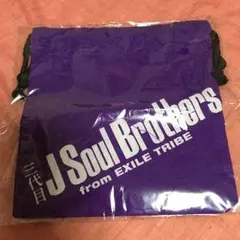 三代目 J Soul Brothers
from EXILE TRIBE